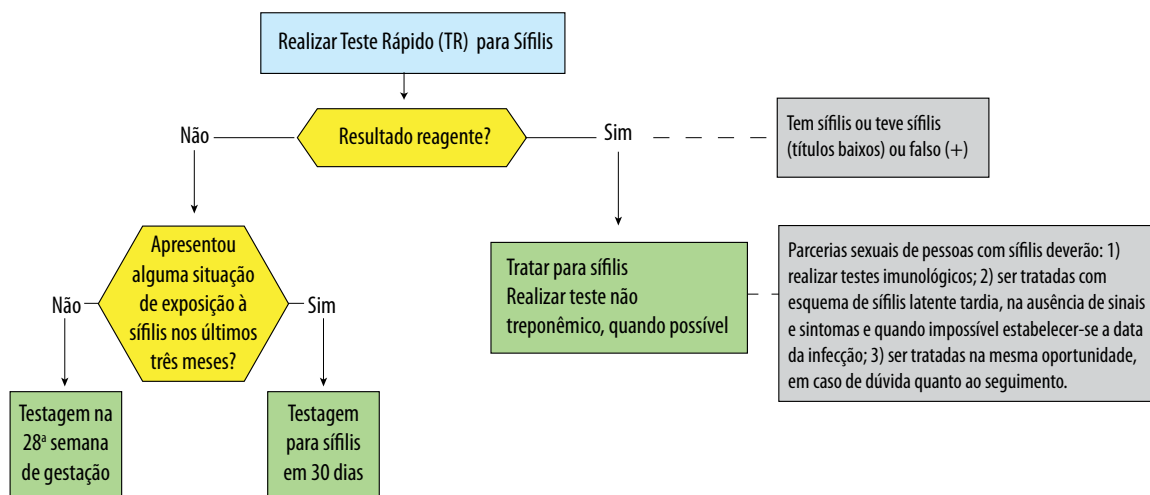 Realizar Teste Rápido (TR) para Sífilis
Resultado reagente?
Não
Sim
Tem sífilis ou teve sífilis
(títulos baixos) ou falso (+)
Apresentou
alguma situação
de exposição à
sífilis nos últimos
três meses?
Não
Sim
Tratar para sífilis
Realizar teste não
treponêmico, quando possível
Parcerias sexuais de pessoas com sífilis deverão: 1)
realizar testes imunológicos; 2) ser tratadas com
esquema de sífilis latente tardia, na ausência de sinais
e sintomas e quando impossível estabelecer-se a data
da infecção; 3) ser tratadas na mesma oportunidade,
em caso de dúvida quanto ao seguimento.
Testagem na
28ª semana
de gestação
Testagem
para sífilis
em 30 dias